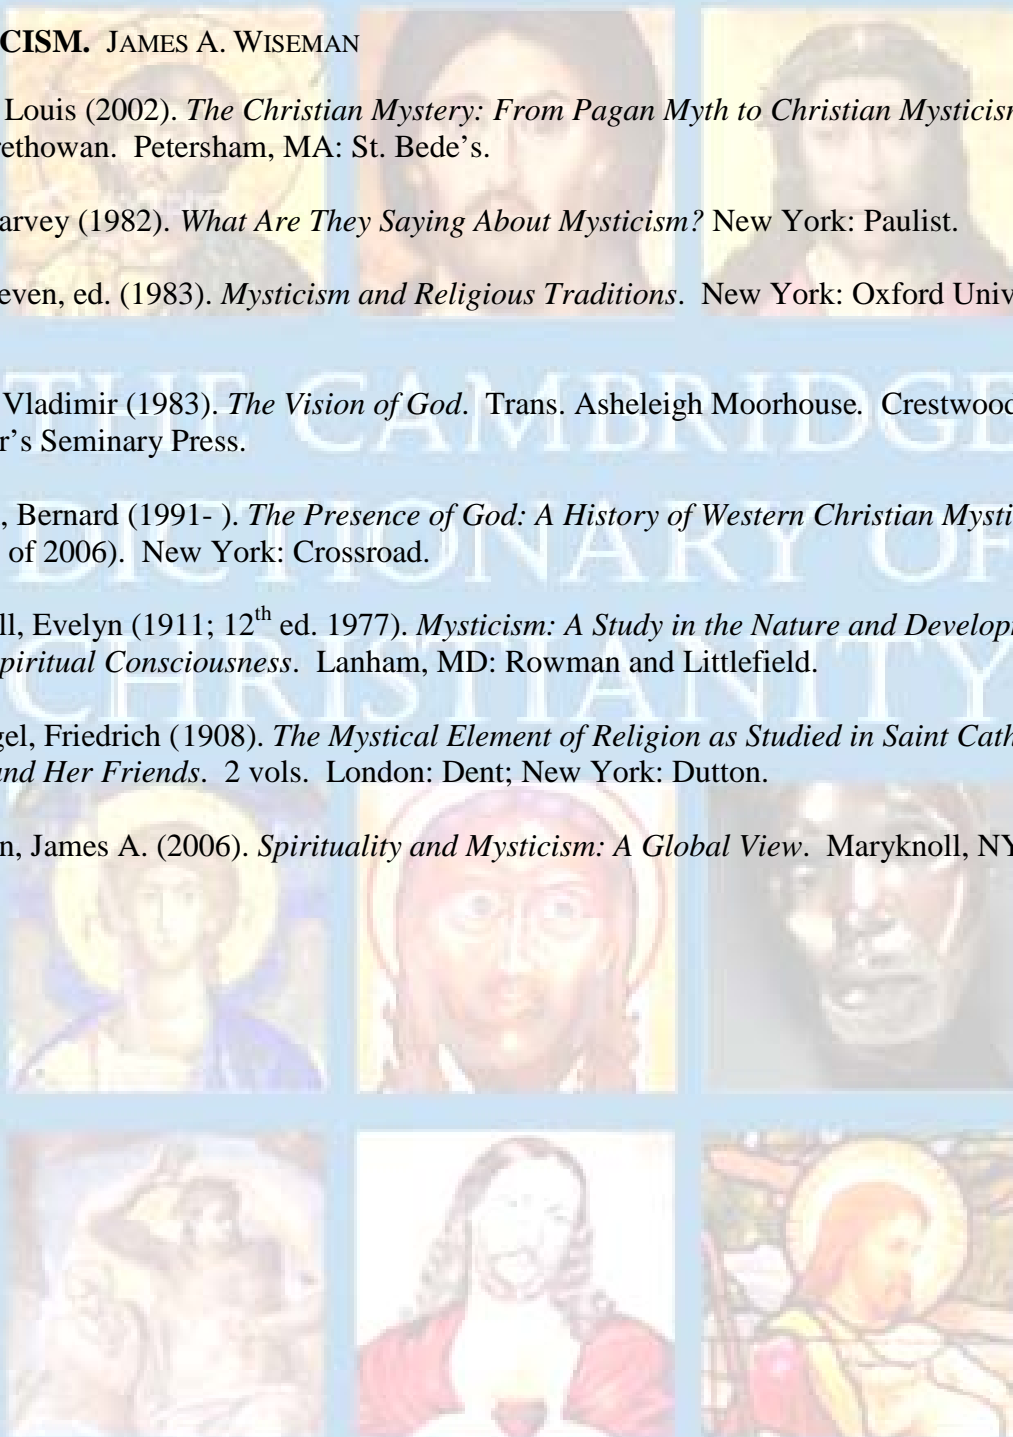 CISM. JAMES A. WISEMAN
Louis (2002). The Christian Mystery: From Pagan Myth to Christian Mysticism
rethowan. Petersham, MA: St. Bede's.
arvey (1982). What Are They Saying About Mysticism? New York: Paulist.
even, ed. (1983). Mysticism and Religious Traditions. New York: Oxford Univ
Vladimir (1983). The Vision of God. Trans. Asheleigh Moorhouse. Crestwood
r's Seminary Press.
, Bernard (1991- ). The Presence of God: A History of Western Christian Mysti
of 2006). New York: Crossroad.
ll, Evelyn (1911; 12th ed. 1977). Mysticism: A Study in the Nature and Develop
piritual Consciousness. Lanham, MD: Rowman and Littlefield.
gel, Friedrich (1908). The Mystical Element of Religion as Studied in Saint Cath
and Her Friends. 2 vols. London: Dent; New York: Dutton.
n, James A. (2006). Spirituality and Mysticism: A Global View. Maryknoll, NY
THE CAMBRIDGE
DICTIONARY OF
CHRISTIANITY